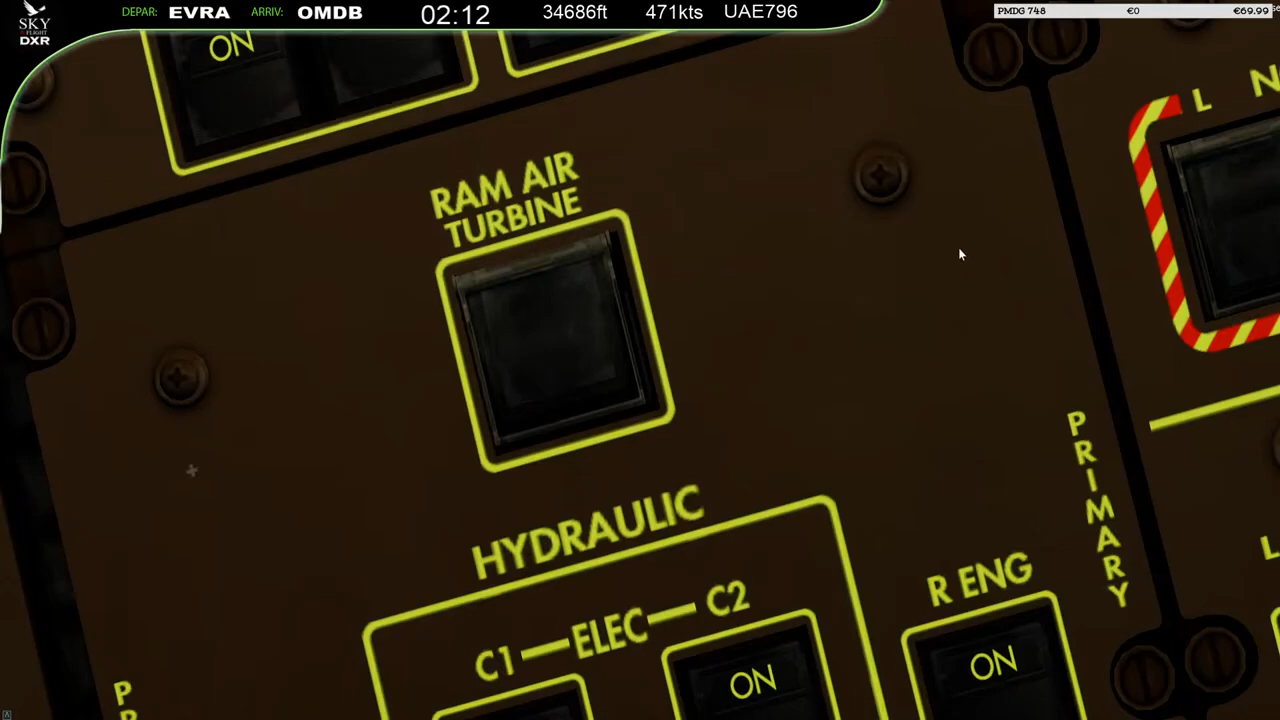 SKY
DXR
DEPAR: EVRA ARRIV: OMDB 02:12 34686ft 471kts UAE796
PMDG 748 €0 €69.99
ON
L N
RAM AIR
TURBINE
HYDRAULIC
C1 ELEC C2
ON
R ENG
ON
PRIMARY
L
P